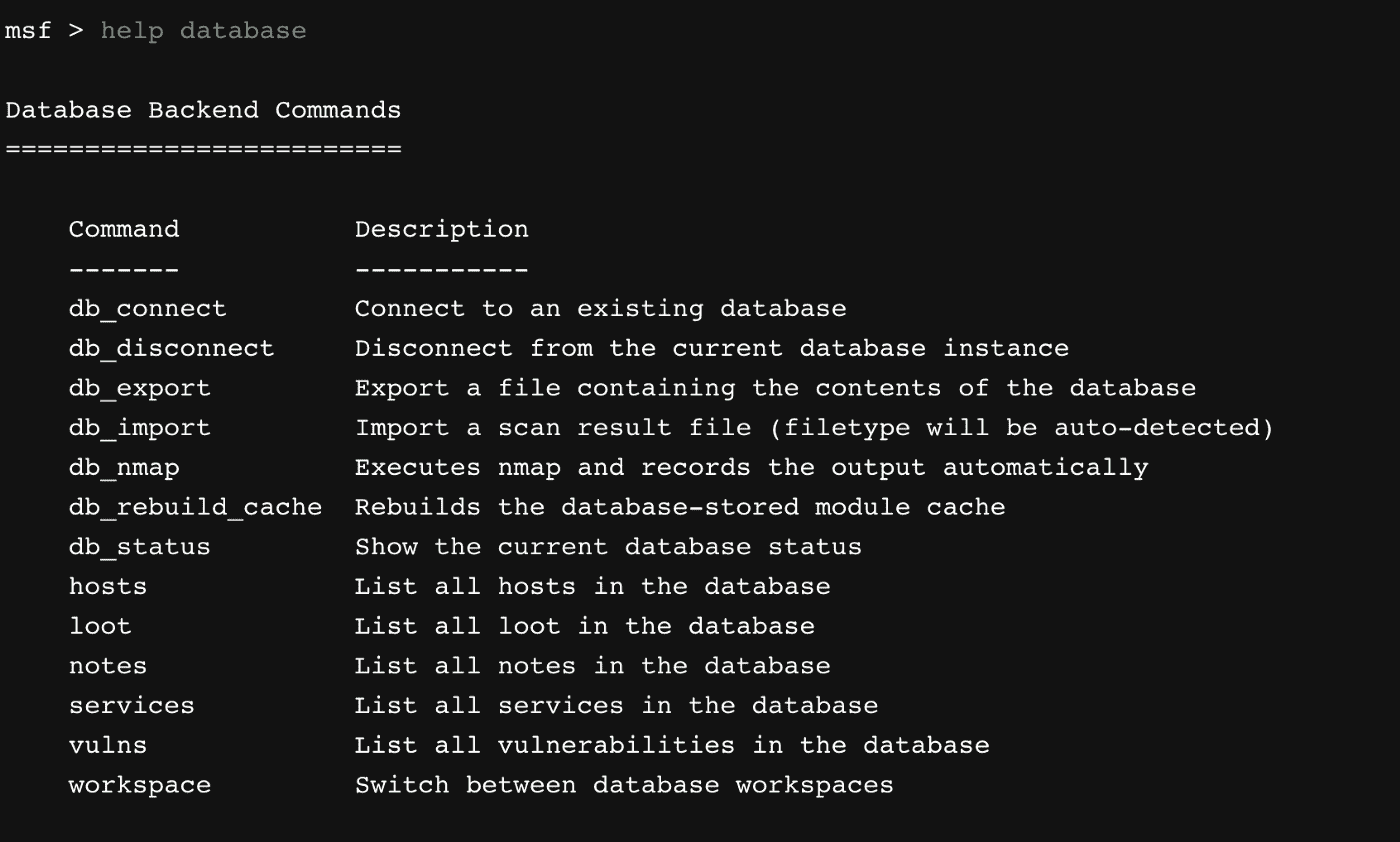 msf > help database
Database Backend Commands
=========================
Command Description
------- -----------
db_connect Connect to an existing database
db_disconnect Disconnect from the current database instance
db_export Export a file containing the contents of the database
db_import Import a scan result file (filetype will be auto-detected)
db_nmap Executes nmap and records the output automatically
db_rebuild_cache Rebuilds the database-stored module cache
db_status Show the current database status
hosts List all hosts in the database
loot List all loot in the database
notes List all notes in the database
services List all services in the database
vulns List all vulnerabilities in the database
workspace Switch between database workspaces